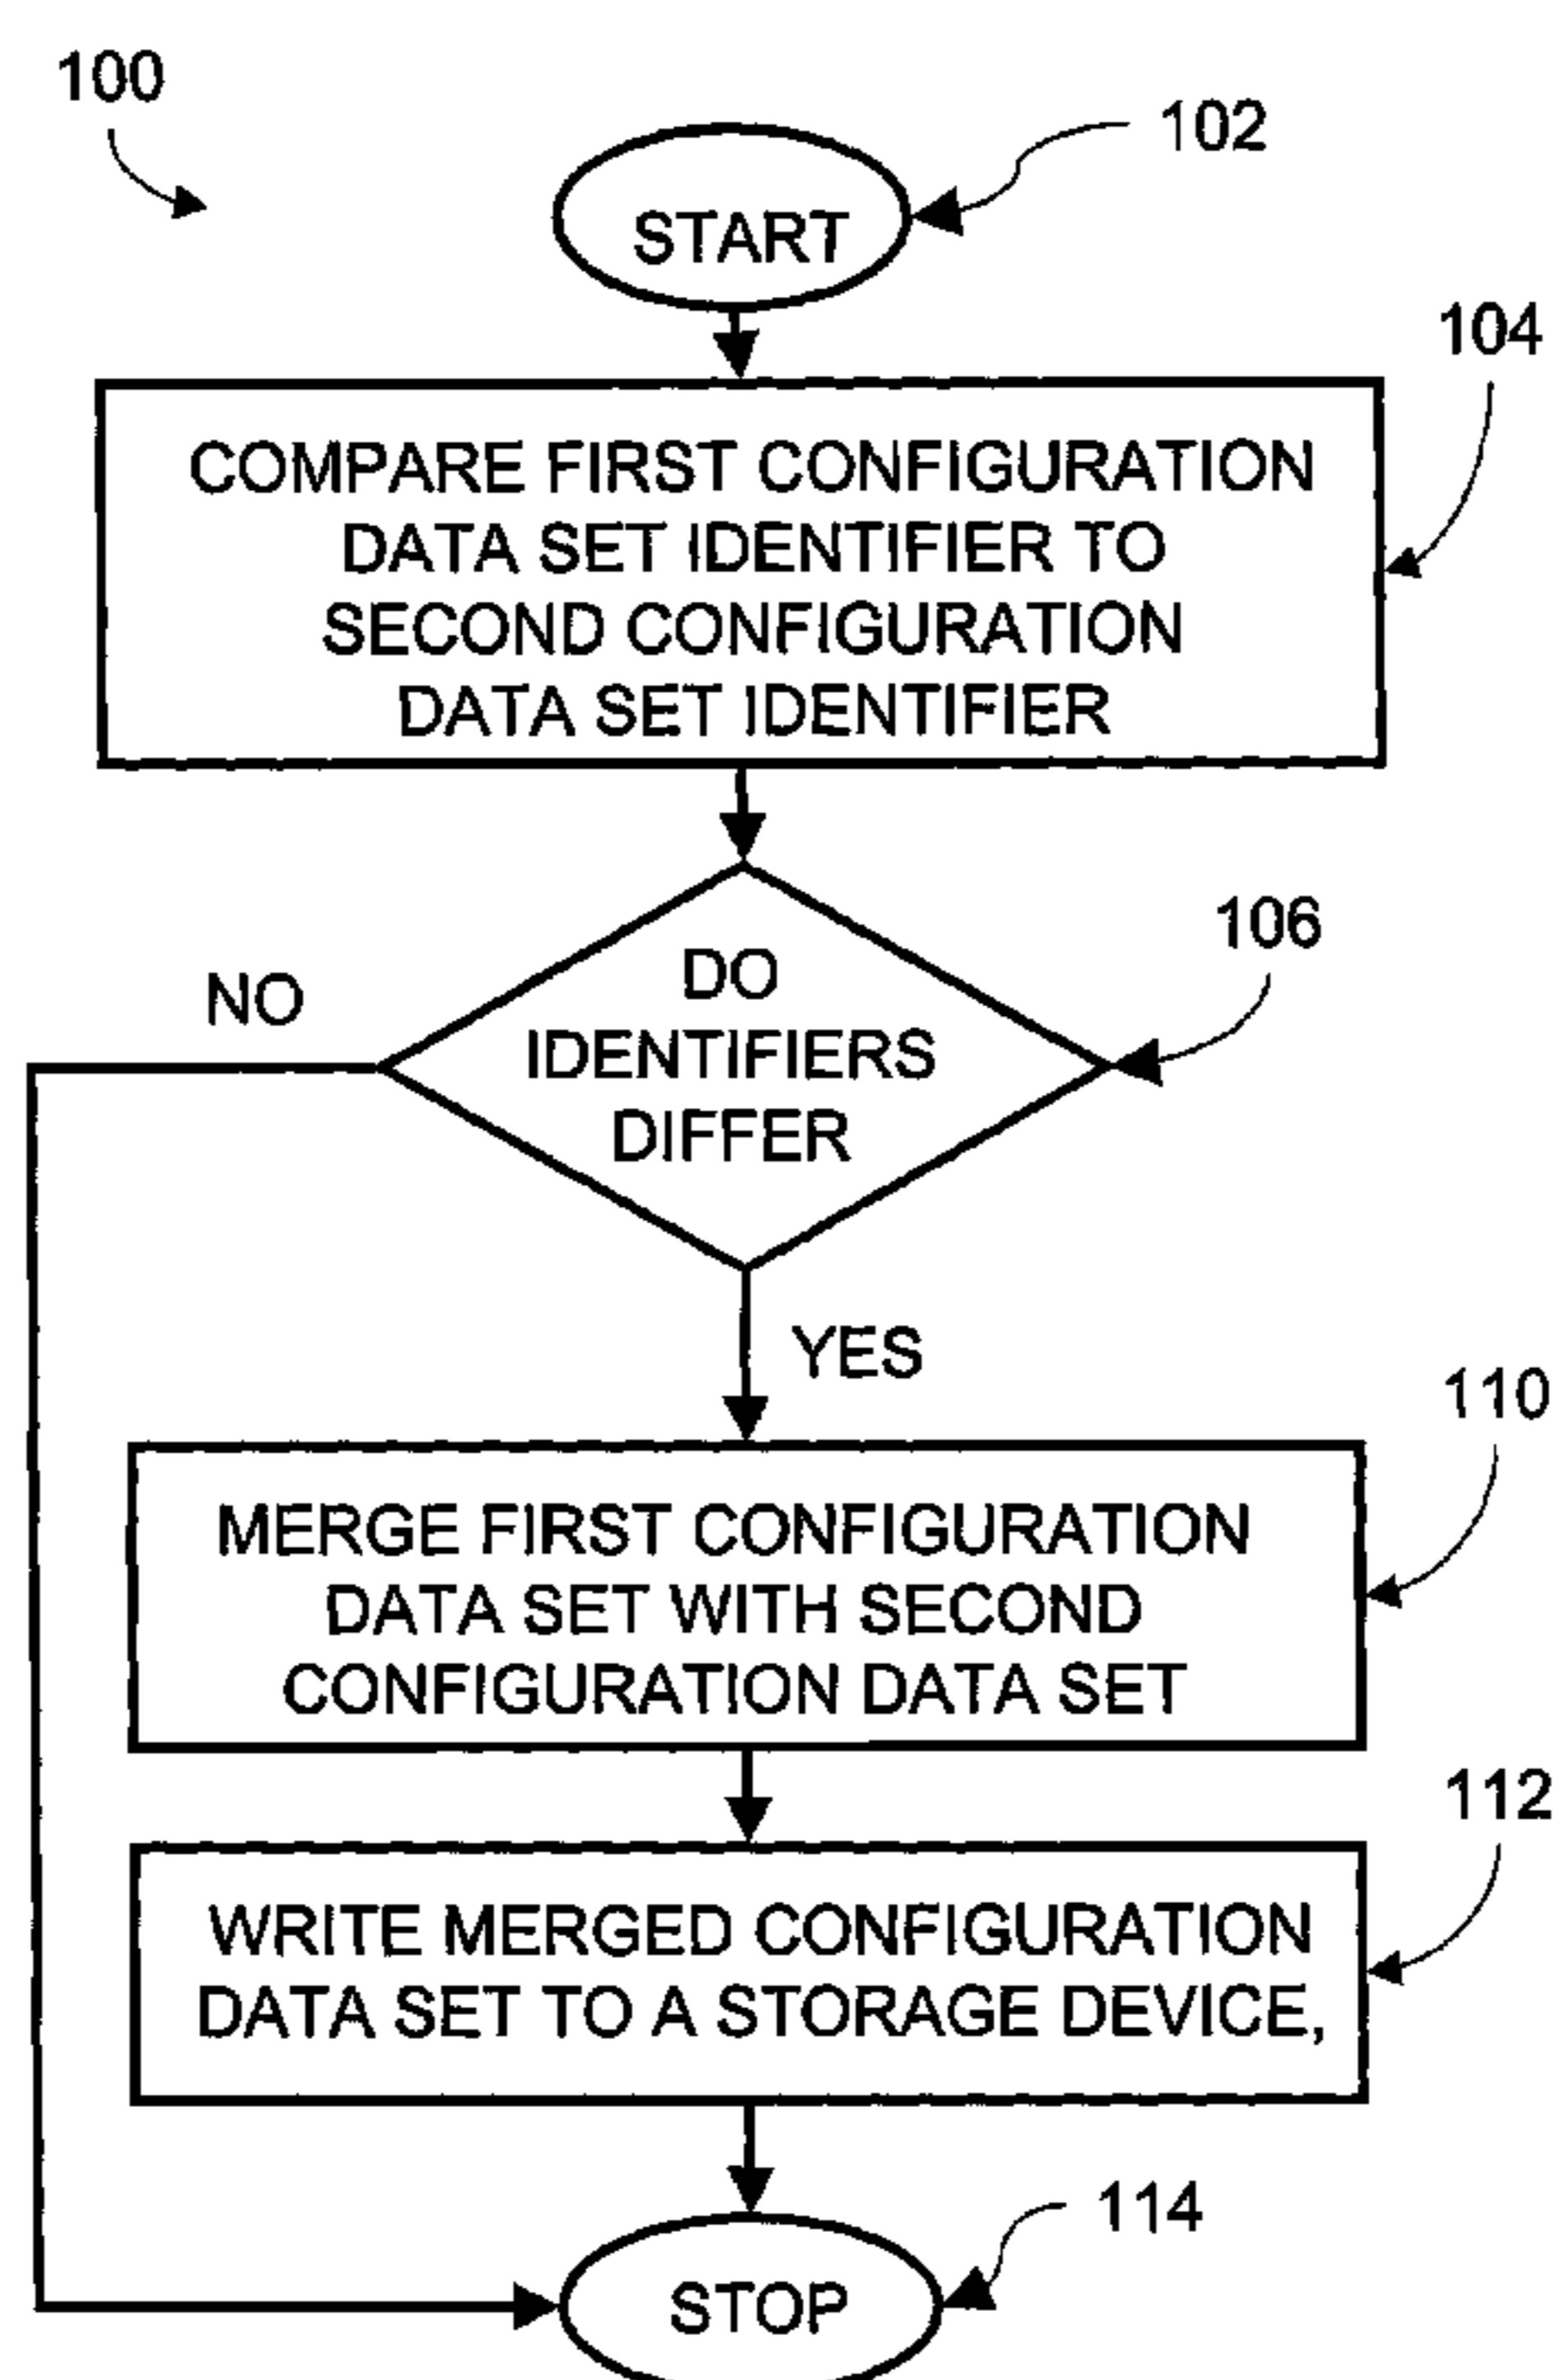 100
102
START
104
COMPARE FIRST CONFIGURATION
DATA SET IDENTIFIER TO
SECOND CONFIGURATION
DATA SET IDENTIFIER
106
NO
DO
IDENTIFIERS
DIFFER
YES
110
MERGE FIRST CONFIGURATION
DATA SET WITH SECOND
CONFIGURATION DATA SET
112
WRITE MERGED CONFIGURATION
DATA SET TO A STORAGE DEVICE,
114
STOP